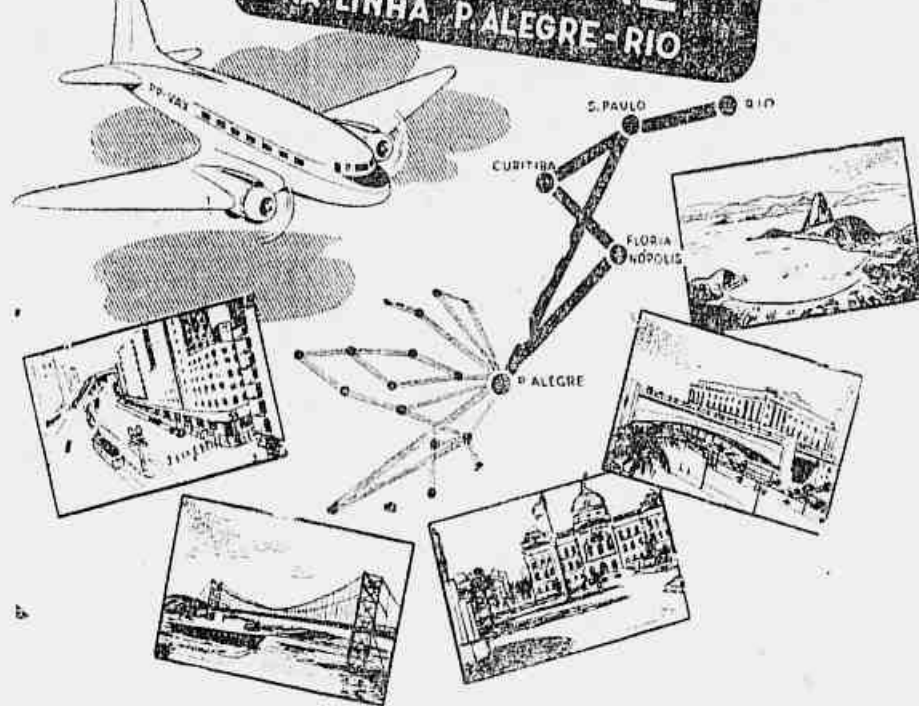 LINHA P. ALEGRE - RIO
PP-VAX
S. PAULO
RIO
CURITIBA
FLORIA
NÓPOLIS
P. ALEGRE